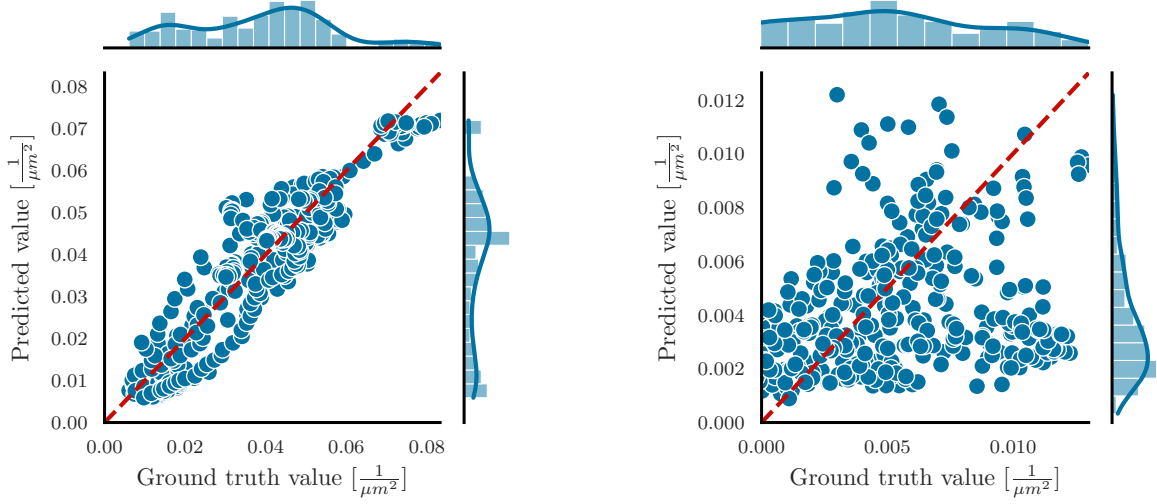 0.08
0.07
0.06
0.05
0.04
0.03
0.02
0.01
0.00
Predicted value [1/μm²]
0.00 0.02 0.04 0.06 0.08
Ground truth value [1/μm²]
0.012
0.010
0.008
0.006
0.004
0.002
0.000
Predicted value [1/μm²]
0.000 0.005 0.010
Ground truth value [1/μm²]